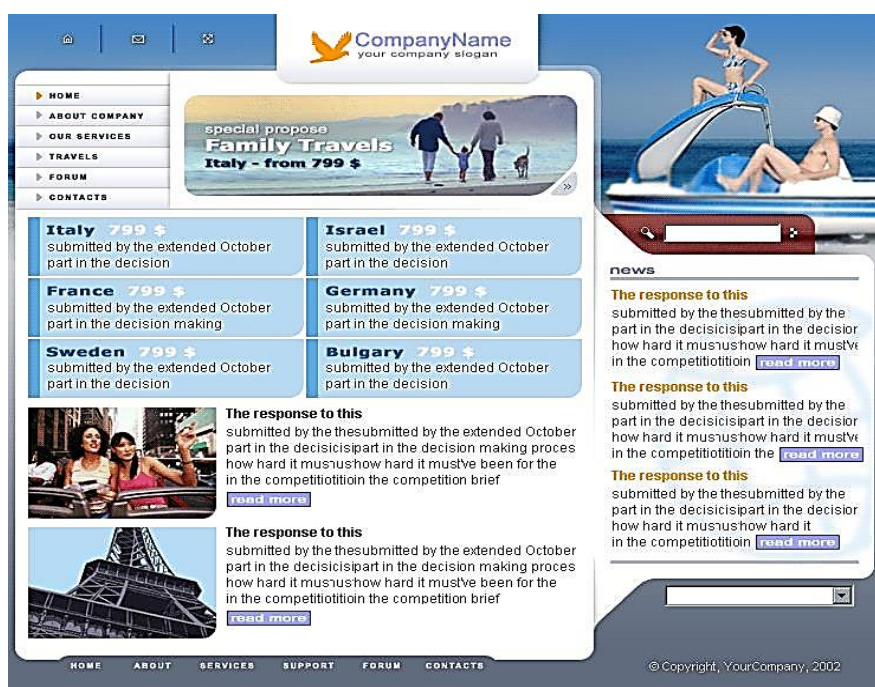 CompanyName
your company slogan
HOME
ABOUT COMPANY
OUR SERVICES
TRAVELS
FORUM
CONTACTS
special propose
Family Travels
Italy - from 799 $
Italy 799 $
submitted by the extended October
part in the decision
Israel 799 $
submitted by the extended October
part in the decision
France 799 $
submitted by the extended October
part in the decision making
Germany 799 $
submitted by the extended October
part in the decision making
Sweden 799 $
submitted by the extended October
part in the decision
Bulgary 799 $
submitted by the extended October
part in the decision
The response to this
submitted by the thesubmitted by the extended October
part in the decisicisipart in the decision making proces
how hard it musnushow hard it must've been for the
in the competitiotitioin the competition brief
read more
The response to this
submitted by the thesubmitted by the extended October
part in the decisicisipart in the decision making proces
how hard it musnushow hard it must've been for the
in the competitiotitioin the competition brief
read more
news
The response to this
submitted by the thesubmitted by the
part in the decisicisipart in the decisior
how hard it musnushow hard it must've
in the competitiotitioin read more
The response to this
submitted by the thesubmitted by the
part in the decisicisipart in the decisior
how hard it musnushow hard it must've
in the competitiotitioin the read more
The response to this
submitted by the thesubmitted by the
part in the decisicisipart in the decisior
how hard it musnushow hard it
in the competitiotitioin read more
HOME ABOUT SERVICES SUPPORT FORUM CONTACTS
© Copyright, YourCompany, 2002